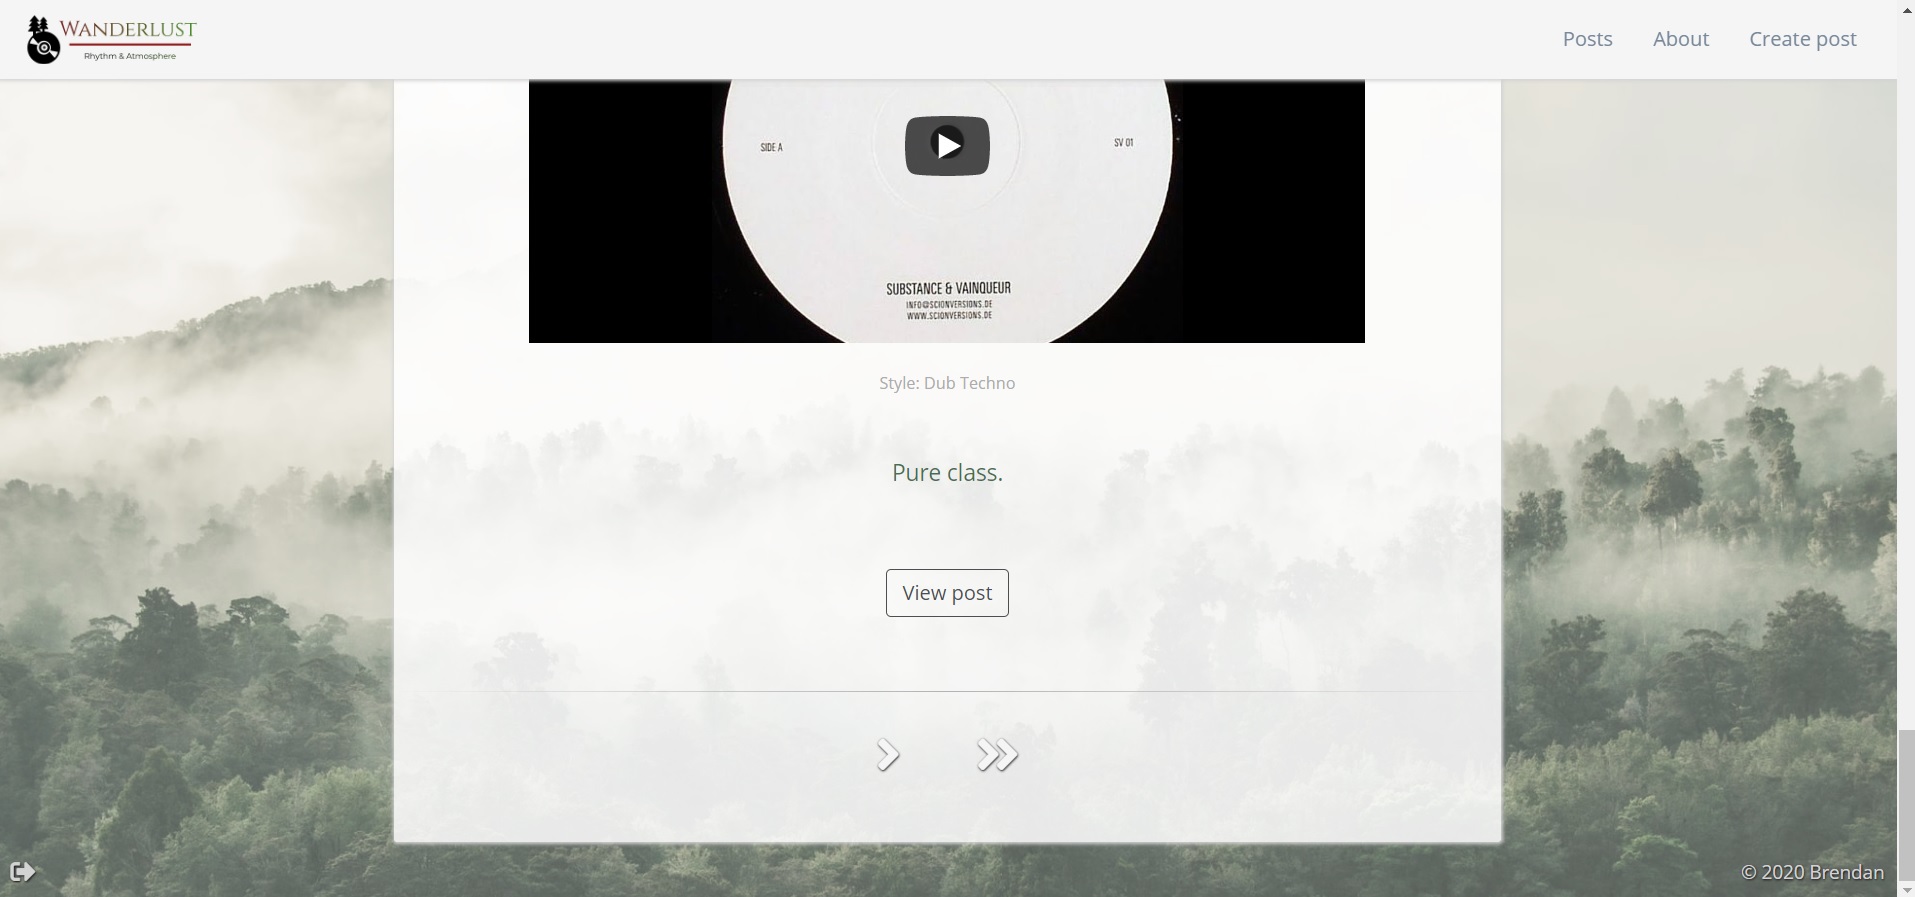 WANDERLUST
Rhythm & Atmosphere
Posts
About
Create post
SIDE A
SV 01
SUBSTANCE & VAINQUEUR
INFO@SCIONVERSIONS.DE
WWW.SCIONVERSIONS.DE
Style: Dub Techno
Pure class.
View post
© 2020 Brendan